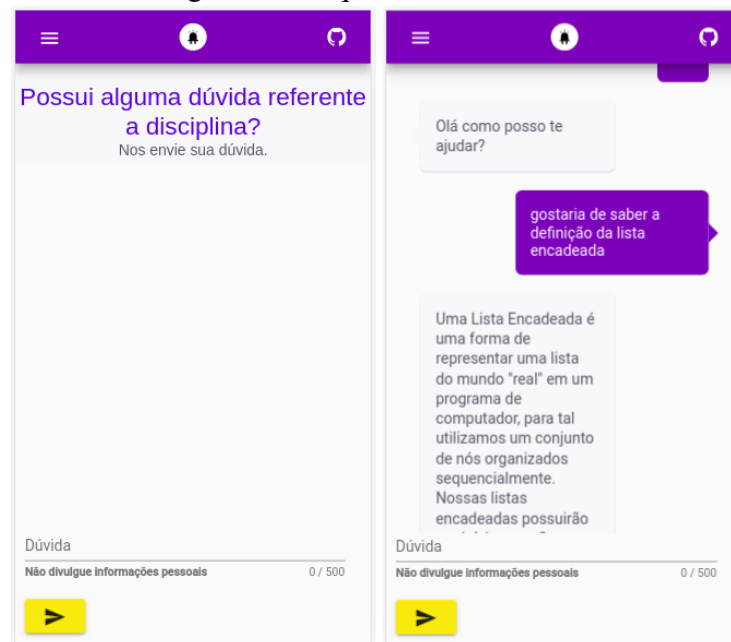 Possui alguma dúvida referente
a disciplina?
Nos envie sua dúvida.
Dúvida
Não divulgue informações pessoais
0 / 500
Olá como posso te
ajudar?
gostaria de saber a
definição da lista
encadeada
Uma Lista Encadeada é
uma forma de
representar uma lista
do mundo "real" em um
programa de
computador, para tal
utilizamos um conjunto
de nós organizados
sequencialmente.
Nossas listas
encadeadas possuirão
Dúvida
Não divulgue informações pessoais
0 / 500